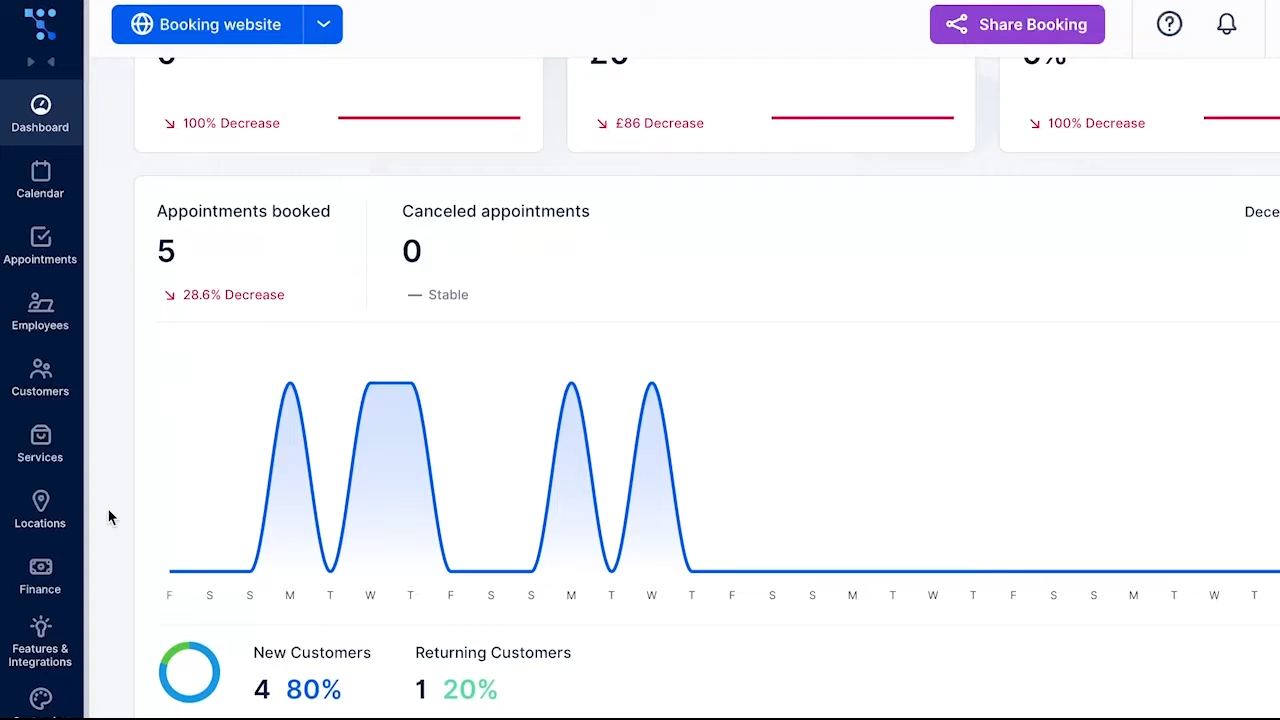 Booking website
Share Booking
Dashboard
Calendar
Appointments
Employees
Customers
Services
Locations
Finance
Features &
Integrations
100% Decrease
£86 Decrease
100% Decrease
Appointments booked
5
28.6% Decrease
Canceled appointments
0
Stable
Dece
F S S M T W T F S S M T W T F S S M T W T F S S M T W T
New Customers
4 80%
Returning Customers
1 20%